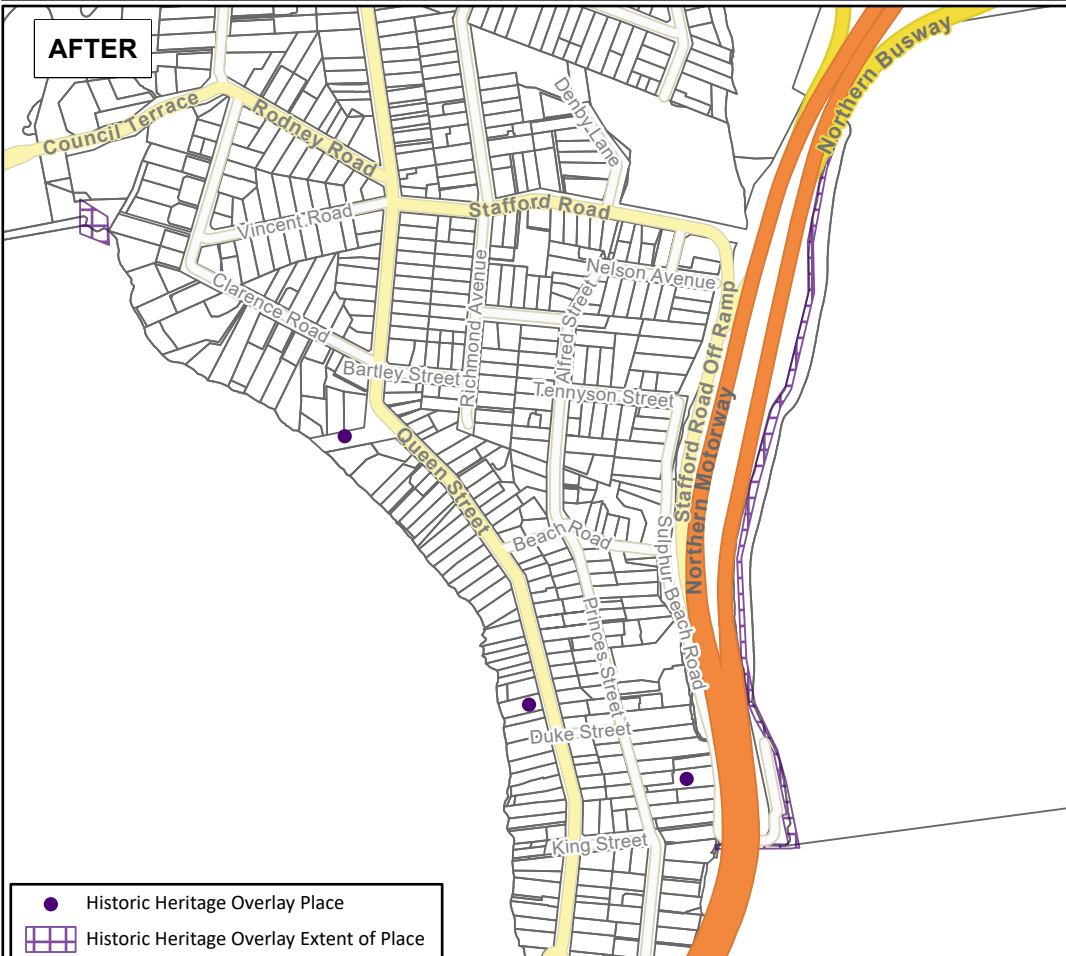 AFTER
Northern Busway
Council Terrace
Rodney Road
Denby Lane
Vincent Road
Stafford Road
Nelson Avenue
Clarence Road
Richmond Avenue
Alfred Street
Stafford Road Off Ramp
Bartley Street
Tennyson Street
Northern Motorway
Queen Street
Beach Road
Sulphur Beach Road
Princes Street
Duke Street
King Street
Historic Heritage Overlay Place
Historic Heritage Overlay Extent of Place